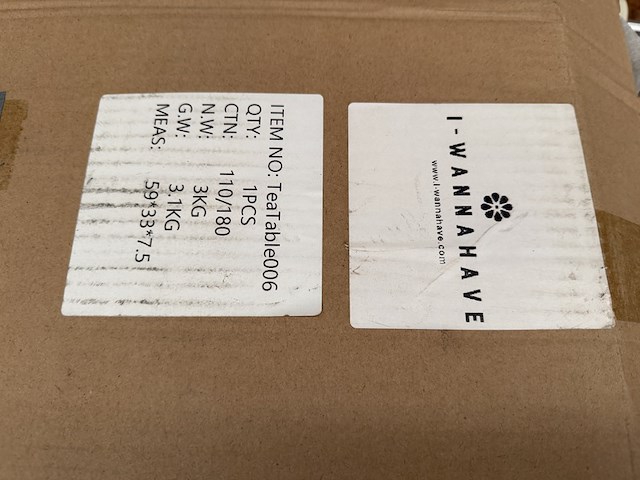 I-WANNAHAVE
www.i-wannahave.com
ITEM NO: TeaTable006
QTY: 1PCS
CTN: 110/180
N.W: 3KG
G.W: 3.1KG
MEAS: 59*33*7.5